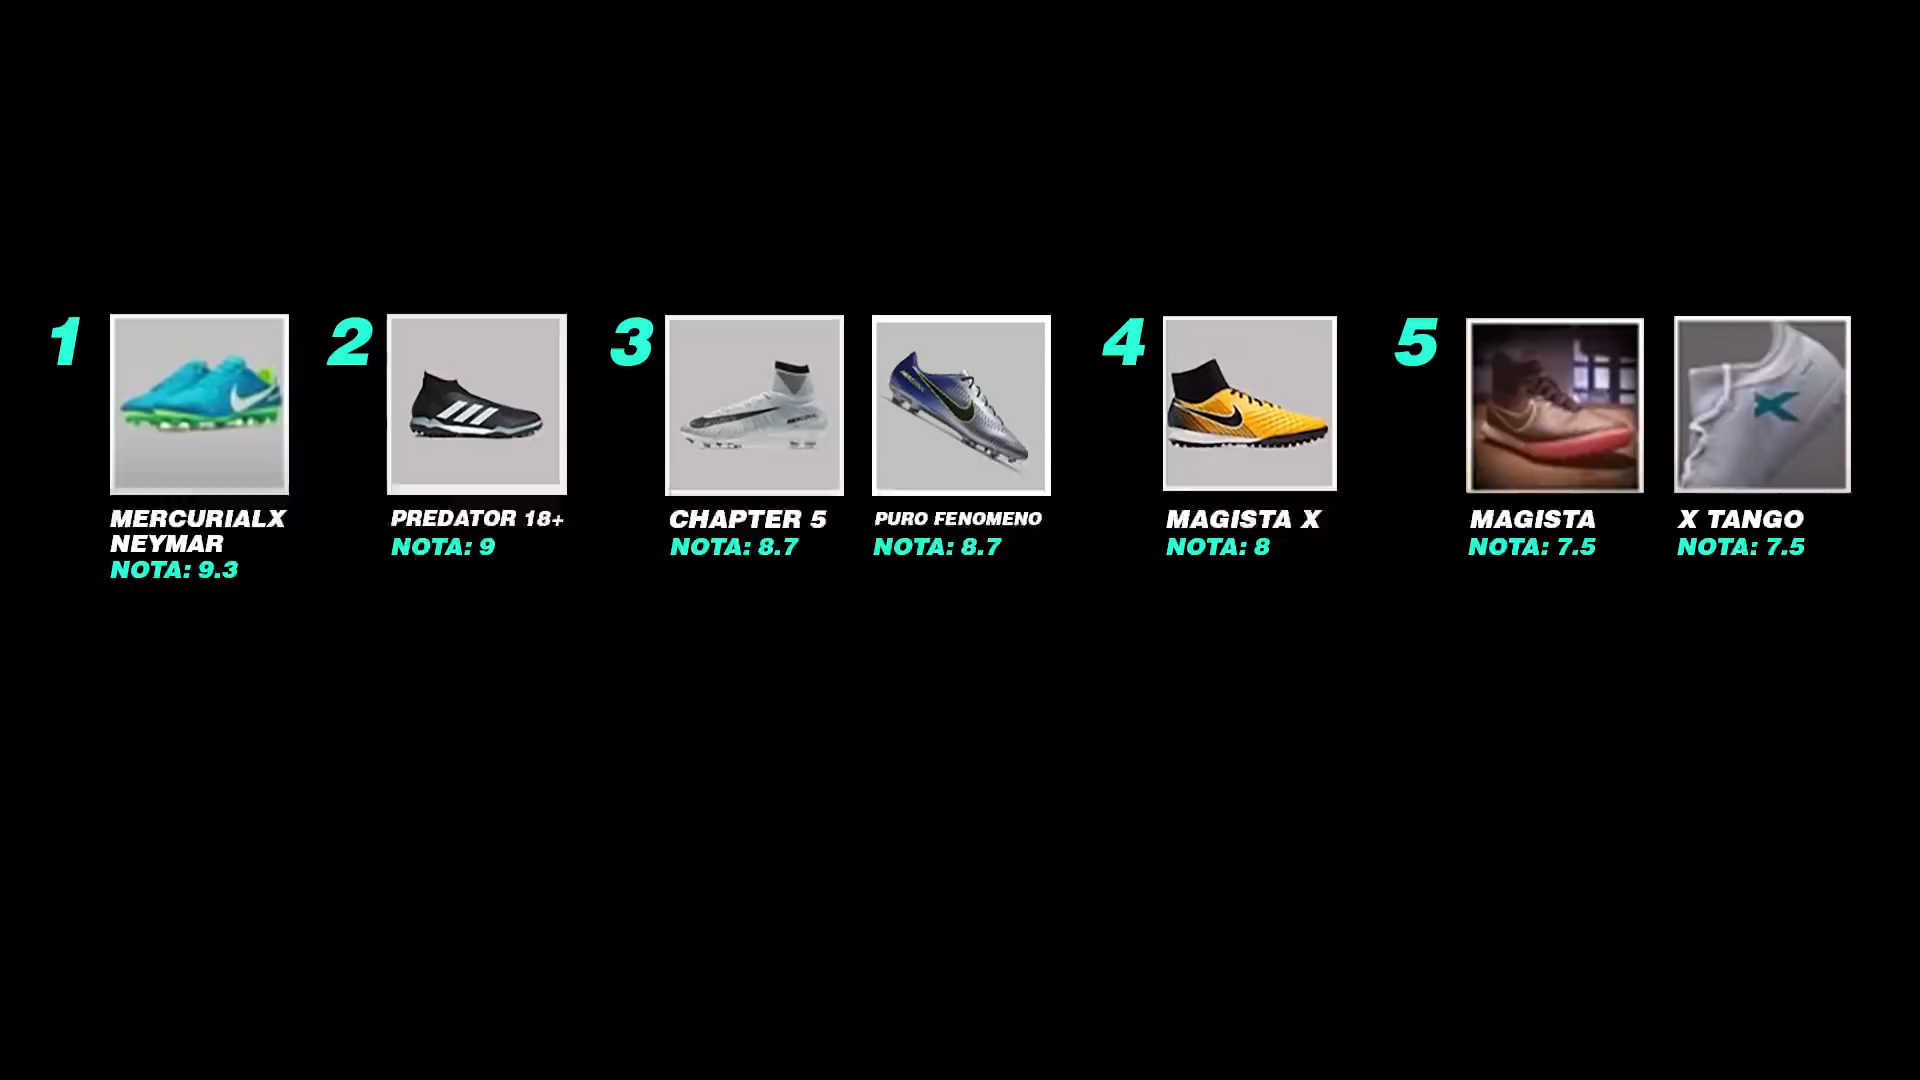 1
MERCURIALX
NEYMAR
NOTA: 9.3
2
PREDATOR 18+
NOTA: 9
3
CHAPTER 5
NOTA: 8.7
PURO FENOMENO
NOTA: 8.7
4
MAGISTA X
NOTA: 8
5
MAGISTA
NOTA: 7.5
X TANGO
NOTA: 7.5